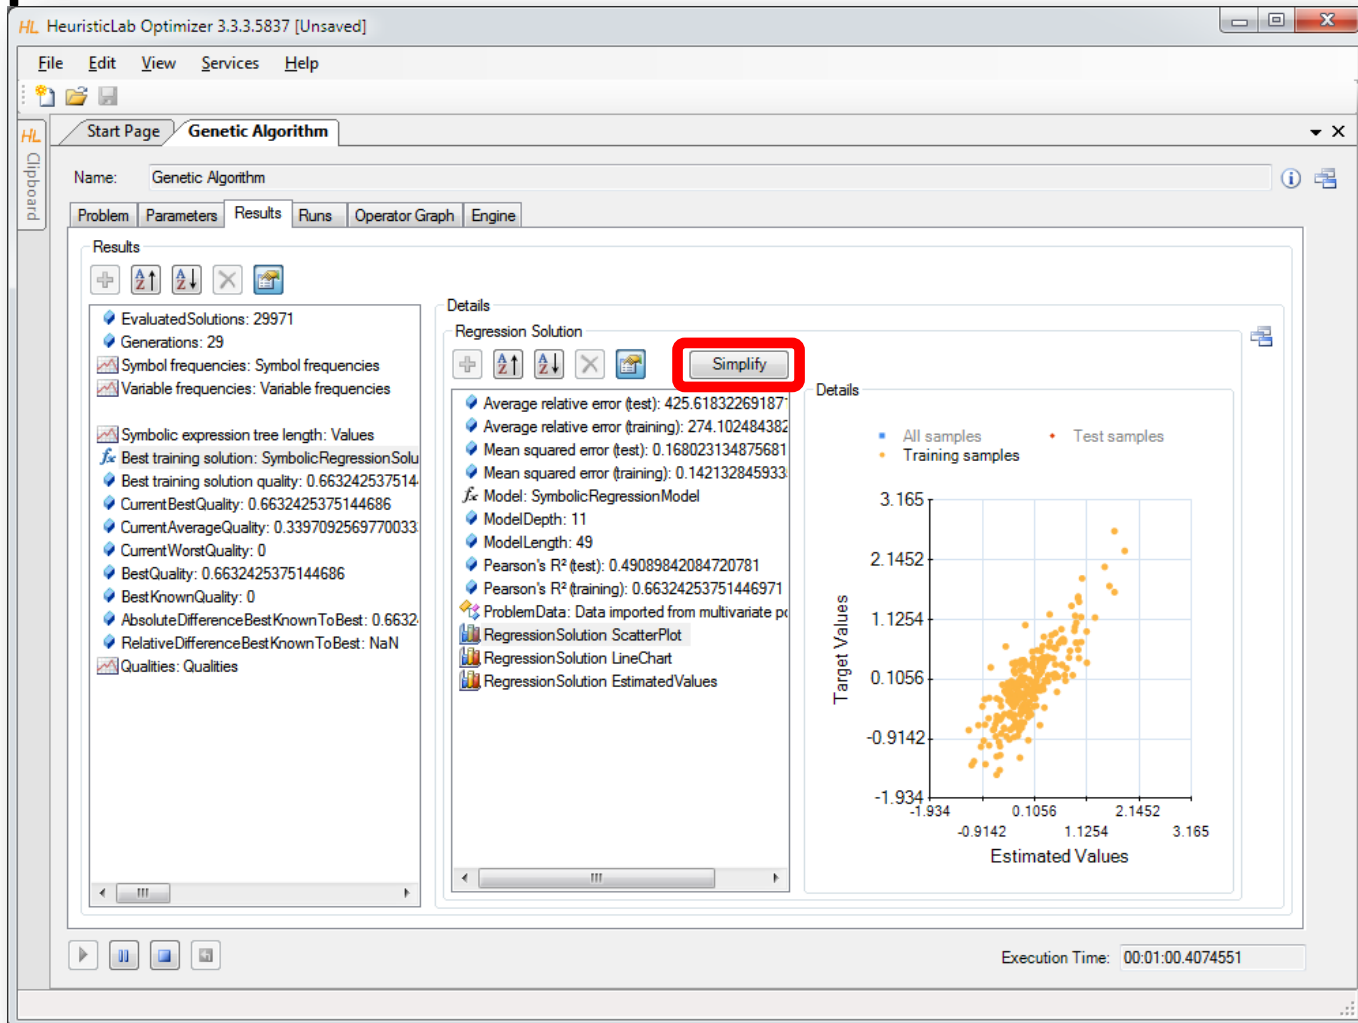 HL HeuristicLab Optimizer 3.3.3.5837 [Unsaved]
File Edit View Services Help
HL Clipboard
Start Page Genetic Algorithm
Name: Genetic Algorithm
Problem Parameters Results Runs Operator Graph Engine
Results
EvaluatedSolutions: 29971
Generations: 29
Symbol frequencies: Symbol frequencies
Variable frequencies: Variable frequencies
Symbolic expression tree length: Values
Best training solution: SymbolicRegressionSolu
Best training solution quality: 0.6632425375144
CurrentBestQuality: 0.6632425375144686
CurrentAverageQuality: 0.3397092569770033
CurrentWorstQuality: 0
BestQuality: 0.6632425375144686
BestKnownQuality: 0
AbsoluteDifferenceBestKnownToBest: 0.6632
RelativeDifferenceBestKnownToBest: NaN
Qualities: Qualities
Details
Regression Solution
Simplify
Average relative error (test): 425.61832269187
Average relative error (training): 274.102484382
Mean squared error (test): 0.168023134875681
Mean squared error (training): 0.142132845933
Model: SymbolicRegressionModel
ModelDepth: 11
ModelLength: 49
Pearson's R² (test): 0.49089842084720781
Pearson's R² (training): 0.66324253751446971
ProblemData: Data imported from multivariate po
RegressionSolution ScatterPlot
RegressionSolution LineChart
RegressionSolution EstimatedValues
Details
All samples Test samples
Training samples
3.165
2.1452
1.1254
0.1056
-0.9142
-1.934
Target Values
-1.934 0.1056 2.1452
-0.9142 1.1254 3.165
Estimated Values
Execution Time: 00:01:00.4074551